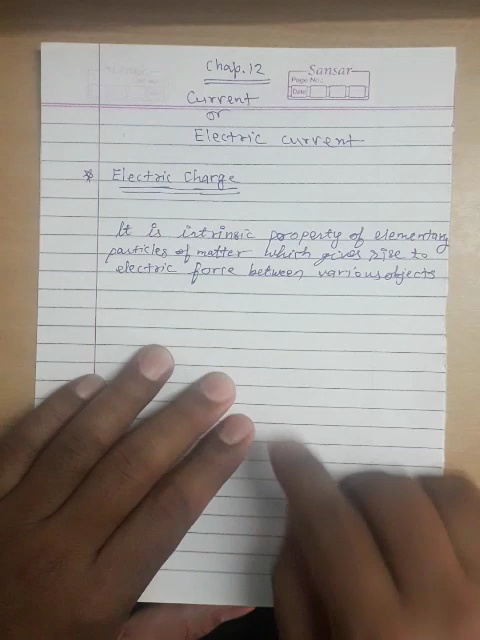 Chap. 12
Sansar
Page No.:
Date:
Current
or
Electric current
* Electric Charge
It is intrinsic property of elementary
particles of matter which gives rise to
electric force between various objects